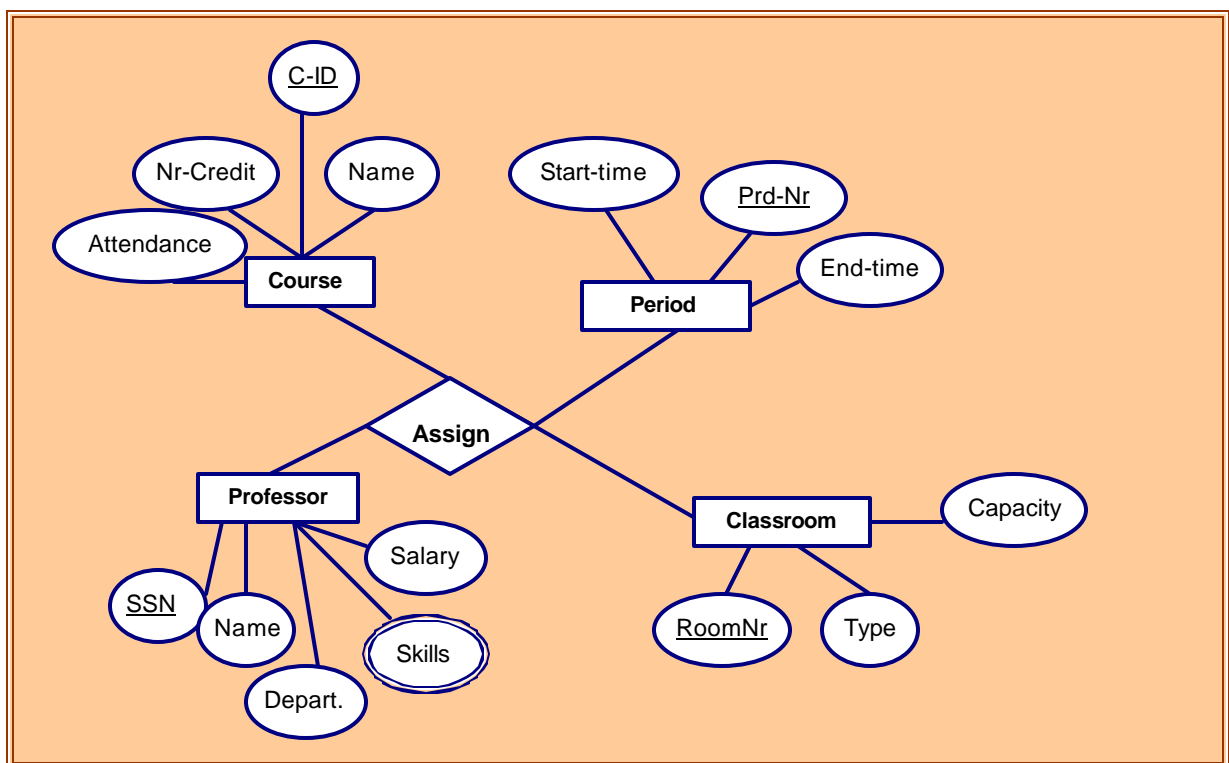 C-ID
Nr-Credit
Name
Attendance
Course
Start-time
Prd-Nr
End-time
Period
Assign
Professor
Salary
SSN
Name
Skills
Depart.
Classroom
Capacity
RoomNr
Type